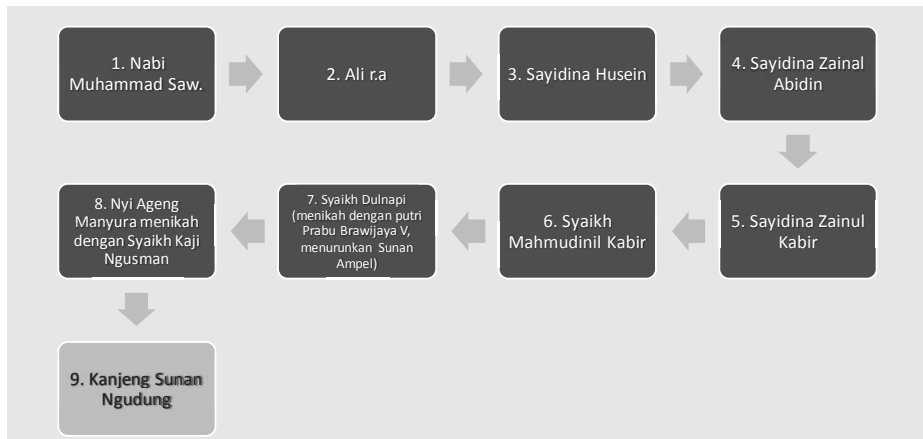 1. Nabi
Muhammad Saw.
2. Ali r.a
3. Sayidina Husein
4. Sayidina Zainal
Abidin
5. Sayidina Zainul
Kabir
6. Syaikh
Mahmudinil Kabir
7. Syaikh Dulnapi
(menikah dengan putri
Prabu Brawijaya V,
menurunkan Sunan
Ampel)
8. Nyi Ageng
Manyura menikah
dengan Syaikh Kaji
Ngusman
9. Kanjeng Sunan
Ngudung